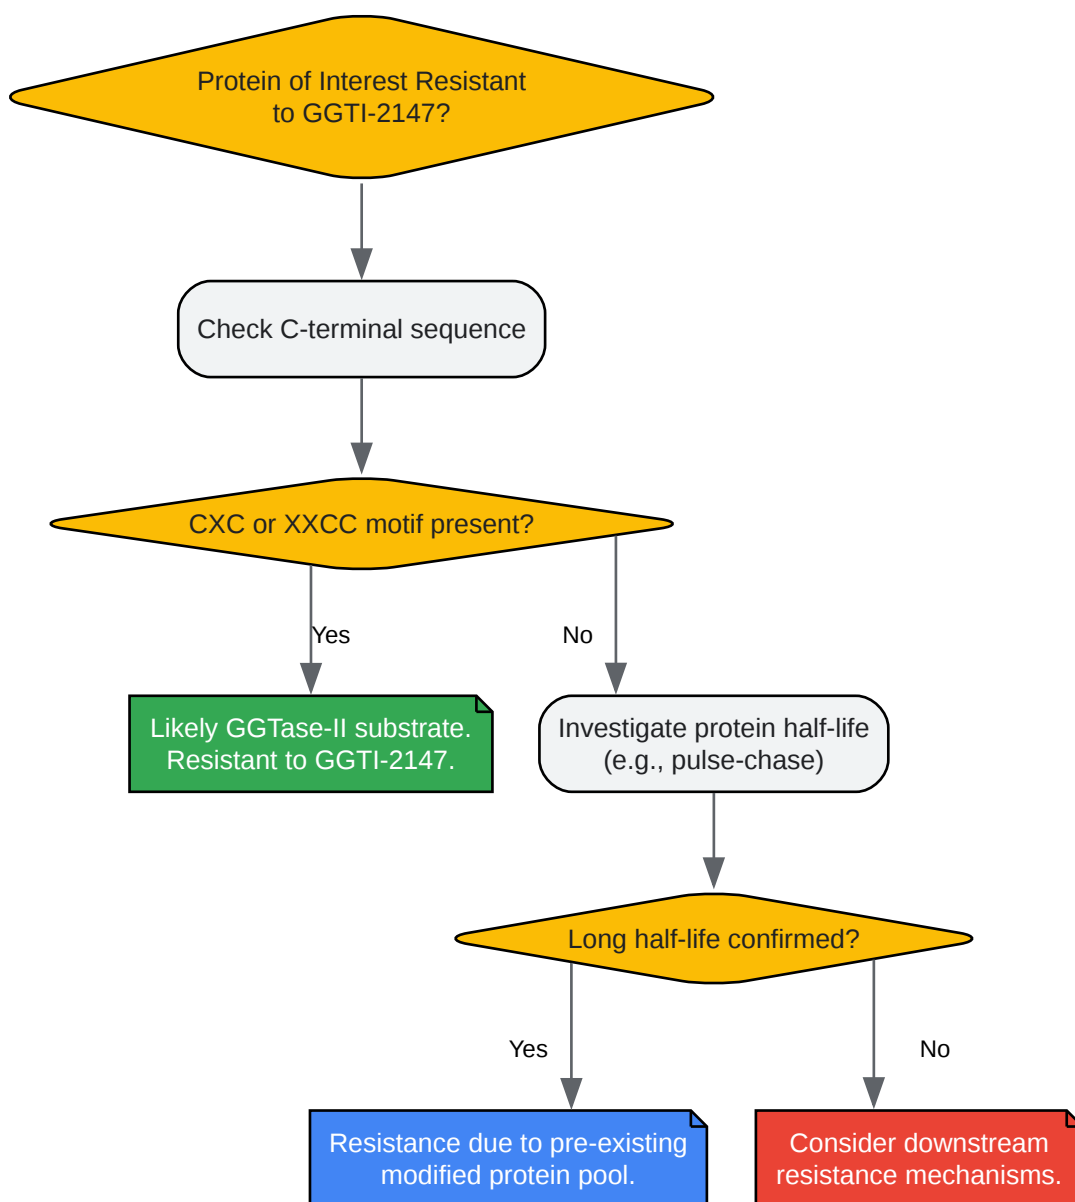 Protein of Interest Resistant
to GGTI-2147?
Check C-terminal sequence
CXC or XXCC motif present?
Yes
No
Likely GGTase-II substrate.
Resistant to GGTI-2147.
Investigate protein half-life
(e.g., pulse-chase)
Long half-life confirmed?
Yes
No
Resistance due to pre-existing
modified protein pool.
Consider downstream
resistance mechanisms.